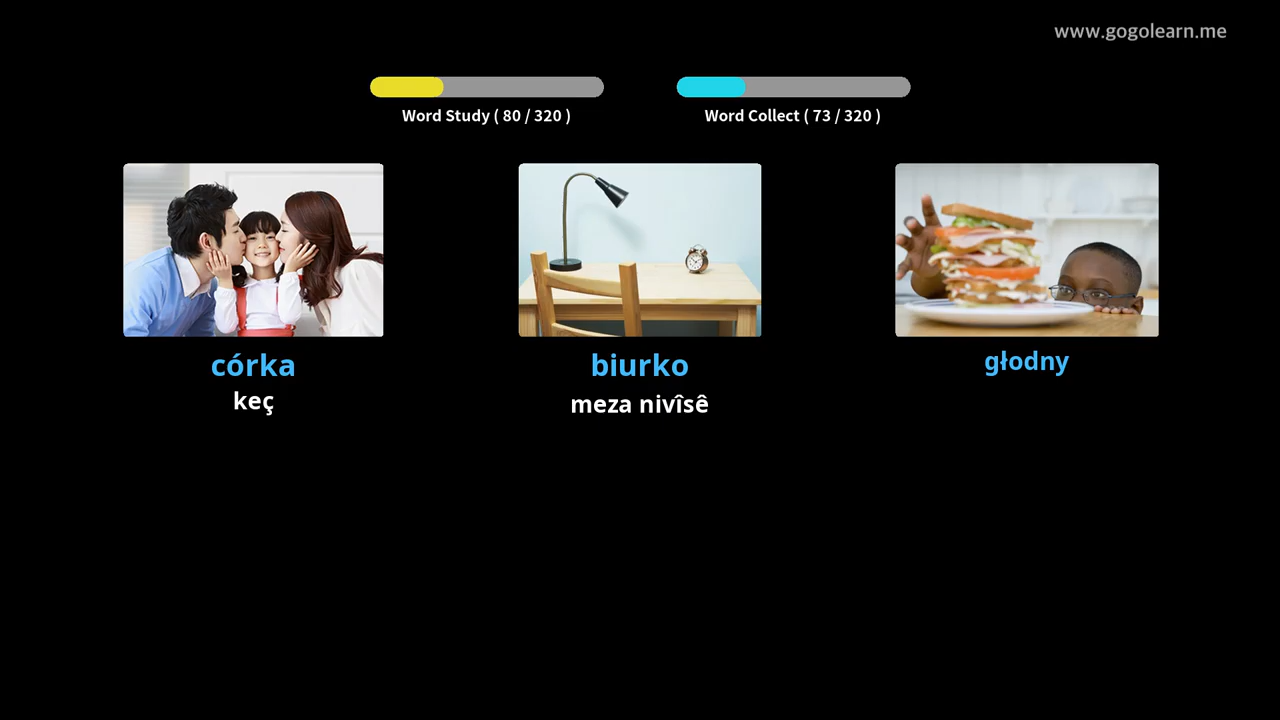 www.gogolearn.me
Word Study ( 80 / 320 )
Word Collect ( 73 / 320 )
córka
keç
biurko
meza nivîsê
głodny